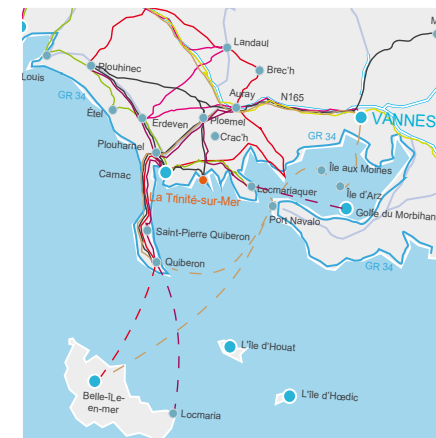 M
Landaul
Plouhinec
Brec'h
Louis
GR 34
Auray
N165
Étel
Erdeven
Ploemel
VANNES
Crac'h
GR 34
Plouharnel
Île aux Moines
Carnac
Locmariaquer
Île d'Arz
La Trinité-sur-Mer
Golfe du Morbihan
Port Navalo
Saint-Pierre Quiberon
Quiberon
GR 34
L'île d'Houat
Belle-îLe-
en-mer
L'île d'Hœdic
Locmaria